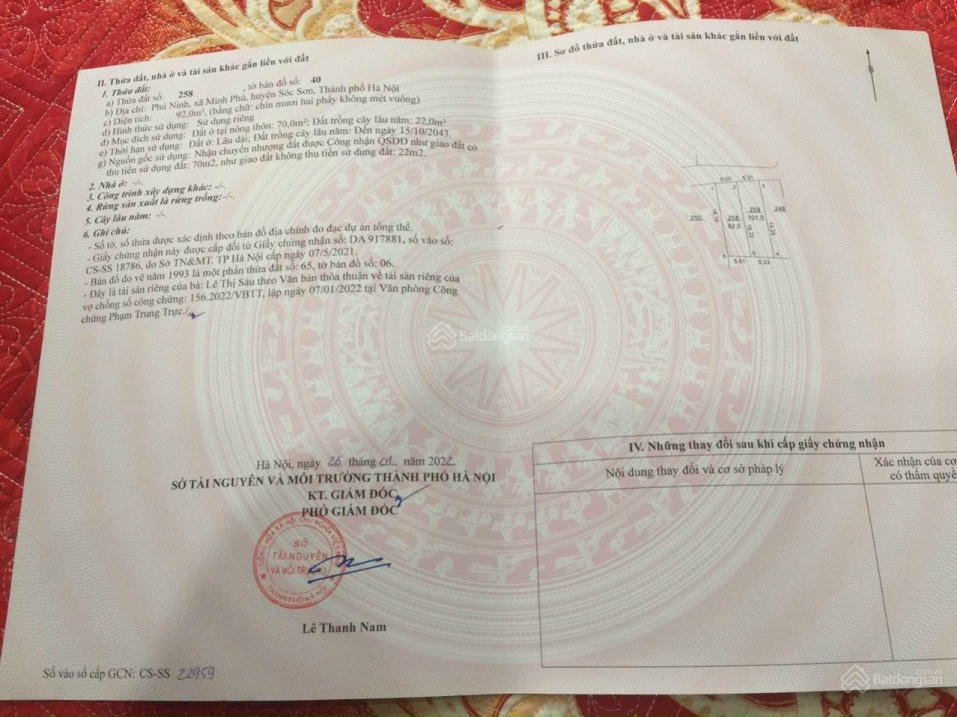 II. Thửa đất, nhà ở và tài sản khác gắn liền với đất
1. Thửa đất:
a) Thửa đất số: 258 , tờ bản đồ số: 40
b) Địa chỉ: Phú Ninh, xã Minh Phú, huyện Sóc Sơn, Thành phố Hà Nội
c) Diện tích: 92,0m², (bằng chữ: chín mươi hai phẩy không mét vuông)
d) Hình thức sử dụng: Sử dụng riêng
đ) Mục đích sử dụng: Đất ở tại nông thôn: 70,0m²; Đất trồng cây lâu năm: 22,0m²
e) Thời hạn sử dụng: Đất ở: Lâu dài; Đất trồng cây lâu năm: Đến ngày 15/10/2043
g) Nguồn gốc sử dụng: Nhận chuyển nhượng đất được Công nhận QSDĐ như giao đất có
thu tiền sử dụng đất: 70m2, như giao đất không thu tiền sử dụng đất: 22m2.
2. Nhà ở: -/-
3. Công trình xây dựng khác: -/-
4. Rừng sản xuất là rừng trồng: -/-
5. Cây lâu năm: -/-
6. Ghi chú:
- Số tờ, số thửa được xác định theo bản đồ địa chính đo đạc dự án tổng thể.
- Giấy chứng nhận này được cấp đổi từ Giấy chứng nhận số: DA 917881, số vào sổ:
CS-SS 18786, do Sở TN&MT. TP Hà Nội cấp ngày 07/5/2021.
- Bản đồ đo vẽ năm 1993 là một phần thửa đất số: 65, tờ bản đồ số: 06.
- Đây là tài sản riêng của bà: Lê Thị Sáu theo Văn bản thỏa thuận về tài sản riêng của
vợ chồng số công chứng: 156.2022/VBTT, lập ngày 07/01/2022 tại Văn phòng Công
chứng Phạm Trung Trực./.
Hà Nội, ngày 26 tháng 01 năm 2022
SỞ TÀI NGUYÊN VÀ MÔI TRƯỜNG THÀNH PHỐ HÀ NỘI
KT. GIÁM ĐỐC
PHÓ GIÁM ĐỐC
SỞ
TÀI NGUYÊN
VÀ MÔI TRƯỜNG
THÀNH PHỐ HÀ NỘI
Lê Thanh Nam
Số vào sổ cấp GCN: CS-SS 22959
III. Sơ đồ thửa đất, nhà ở và tài sản khác gắn liền với đất
B
5.00 5.31
1 2 3
250 258 259 248
92,0 101,0
5.01 5.33
Batdongsan
IV. Những thay đổi sau khi cấp giấy chứng nhận
Nội dung thay đổi và cơ sở pháp lý
Xác nhận của cơ
có thẩm quyề
Batdongsan